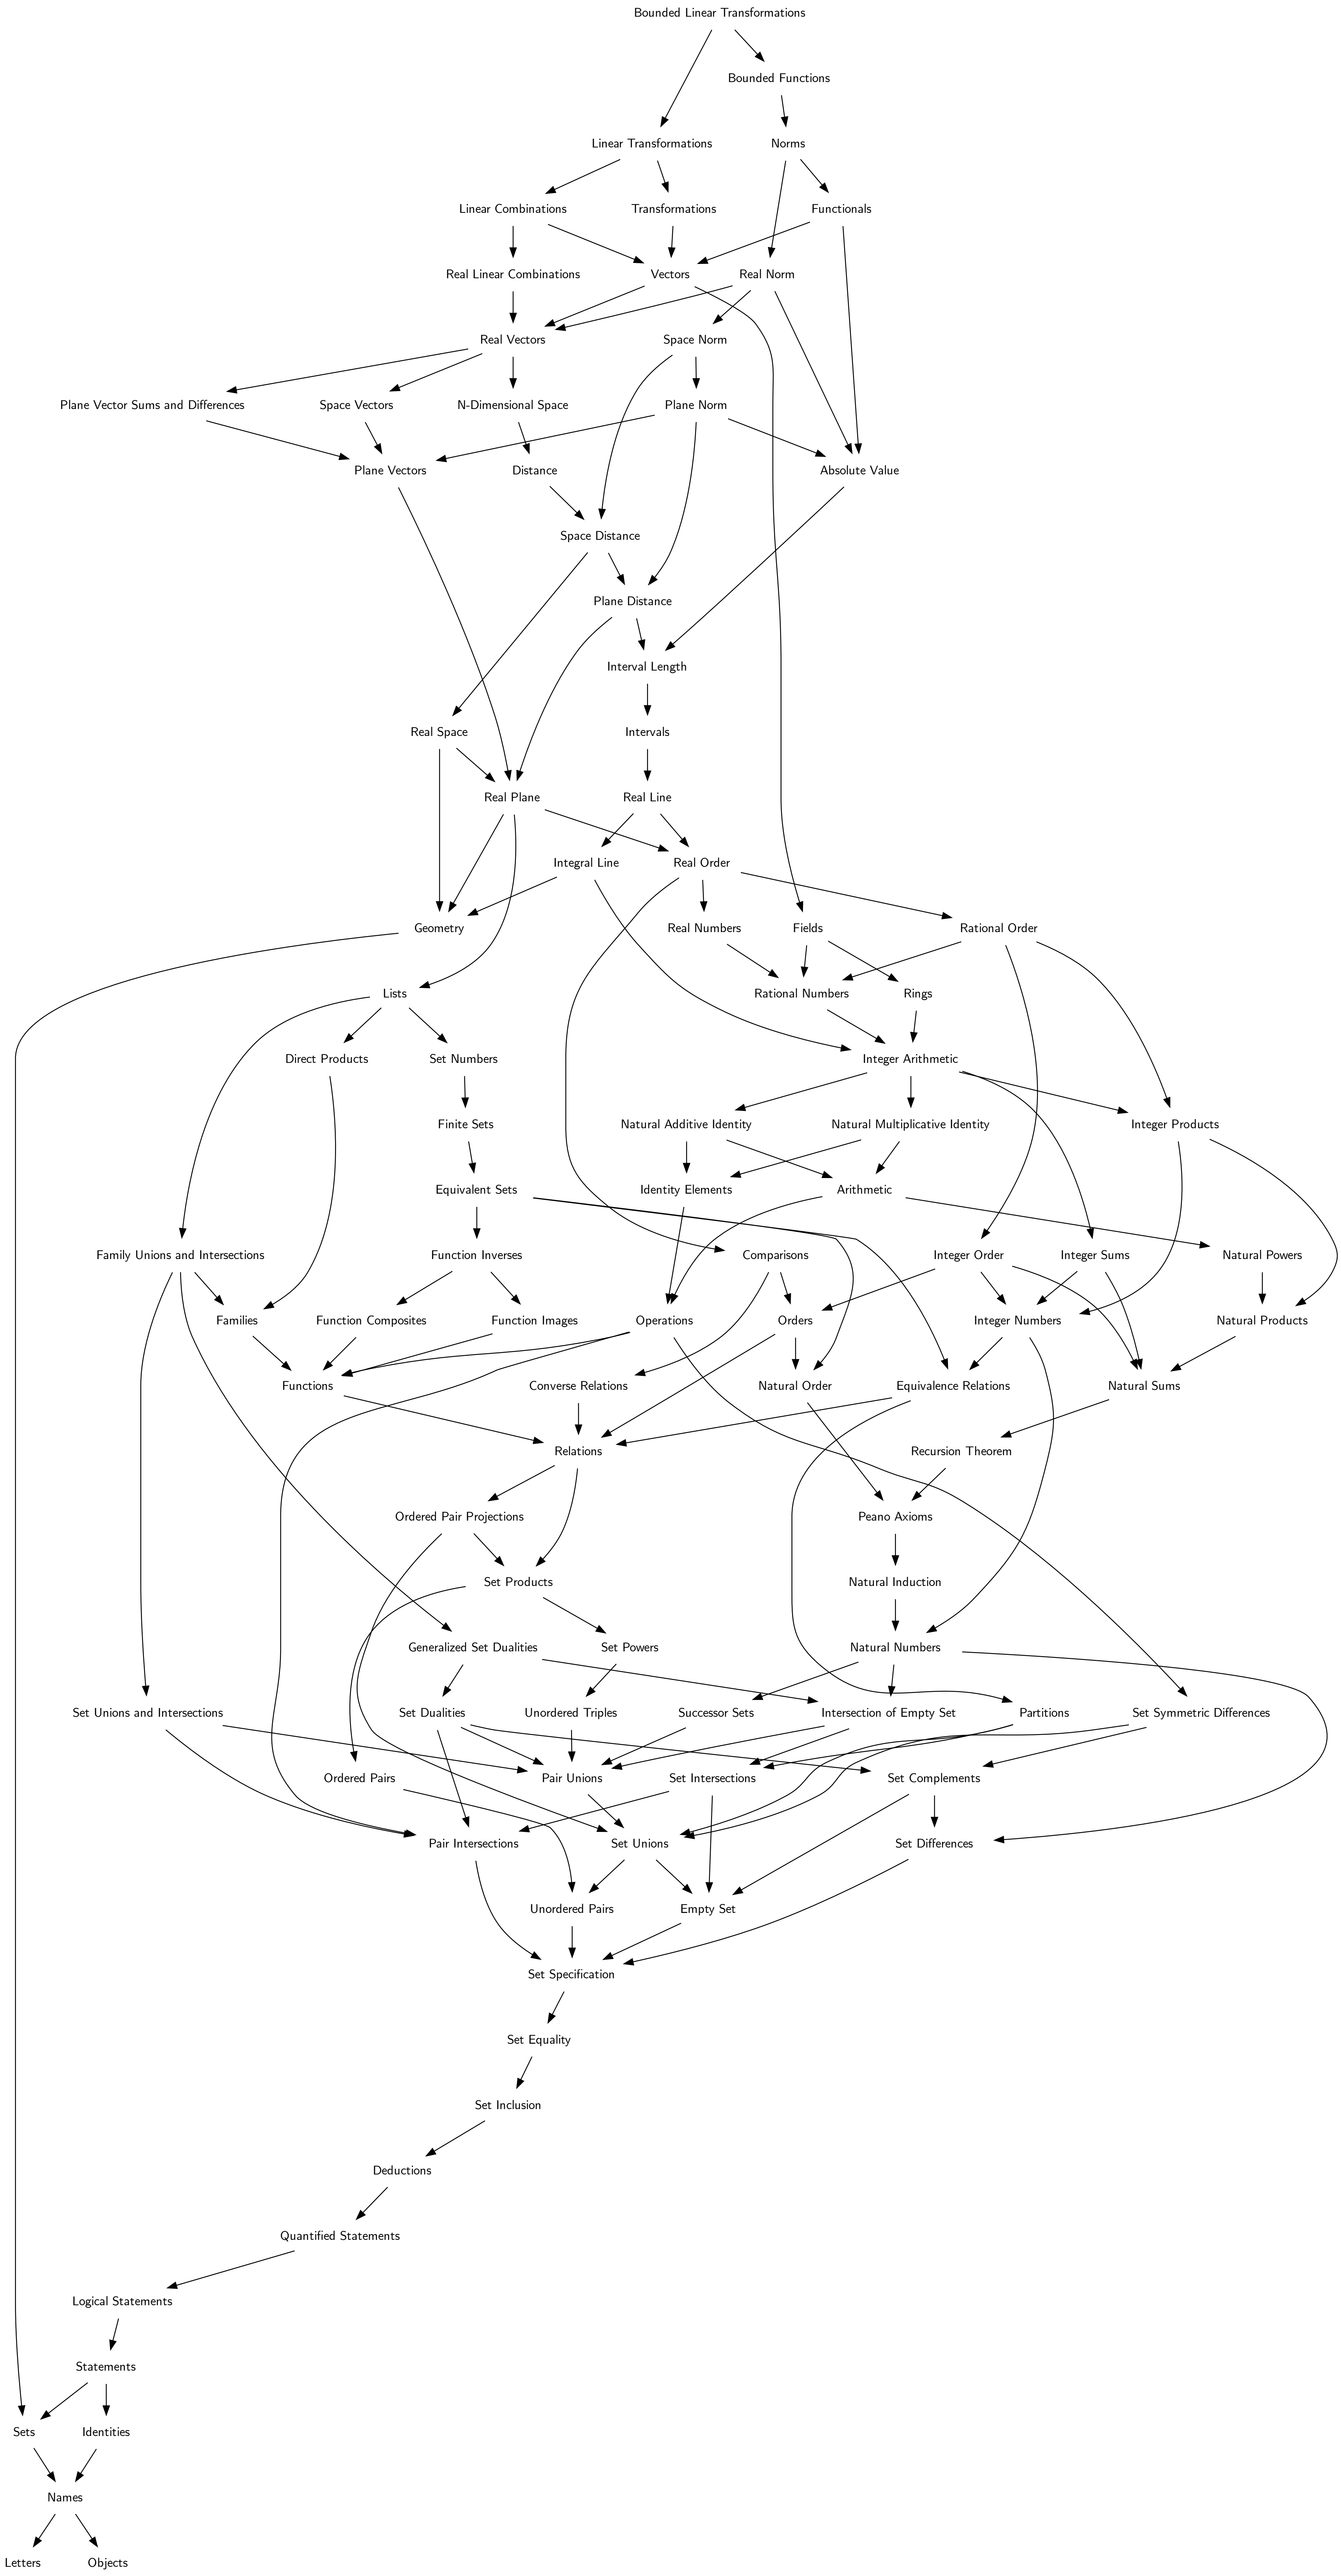 Bounded Linear Transformations
Bounded Functions
Linear Transformations
Norms
Linear Combinations
Transformations
Functionals
Real Linear Combinations
Vectors
Real Norm
Real Vectors
Space Norm
Plane Vector Sums and Differences
Space Vectors
N-Dimensional Space
Plane Norm
Plane Vectors
Distance
Absolute Value
Space Distance
Plane Distance
Interval Length
Real Space
Intervals
Real Plane
Real Line
Integral Line
Real Order
Geometry
Real Numbers
Fields
Rational Order
Lists
Rational Numbers
Rings
Direct Products
Set Numbers
Integer Arithmetic
Finite Sets
Natural Additive Identity
Natural Multiplicative Identity
Integer Products
Equivalent Sets
Identity Elements
Arithmetic
Family Unions and Intersections
Function Inverses
Comparisons
Integer Order
Integer Sums
Natural Powers
Families
Function Composites
Function Images
Operations
Orders
Integer Numbers
Natural Products
Functions
Converse Relations
Natural Order
Equivalence Relations
Natural Sums
Relations
Recursion Theorem
Ordered Pair Projections
Peano Axioms
Set Products
Natural Induction
Generalized Set Dualities
Set Powers
Natural Numbers
Set Unions and Intersections
Set Dualities
Unordered Triples
Successor Sets
Intersection of Empty Set
Partitions
Set Symmetric Differences
Ordered Pairs
Pair Unions
Set Intersections
Set Complements
Pair Intersections
Set Unions
Set Differences
Unordered Pairs
Empty Set
Set Specification
Set Equality
Set Inclusion
Deductions
Quantified Statements
Logical Statements
Statements
Sets
Identities
Names
Letters
Objects